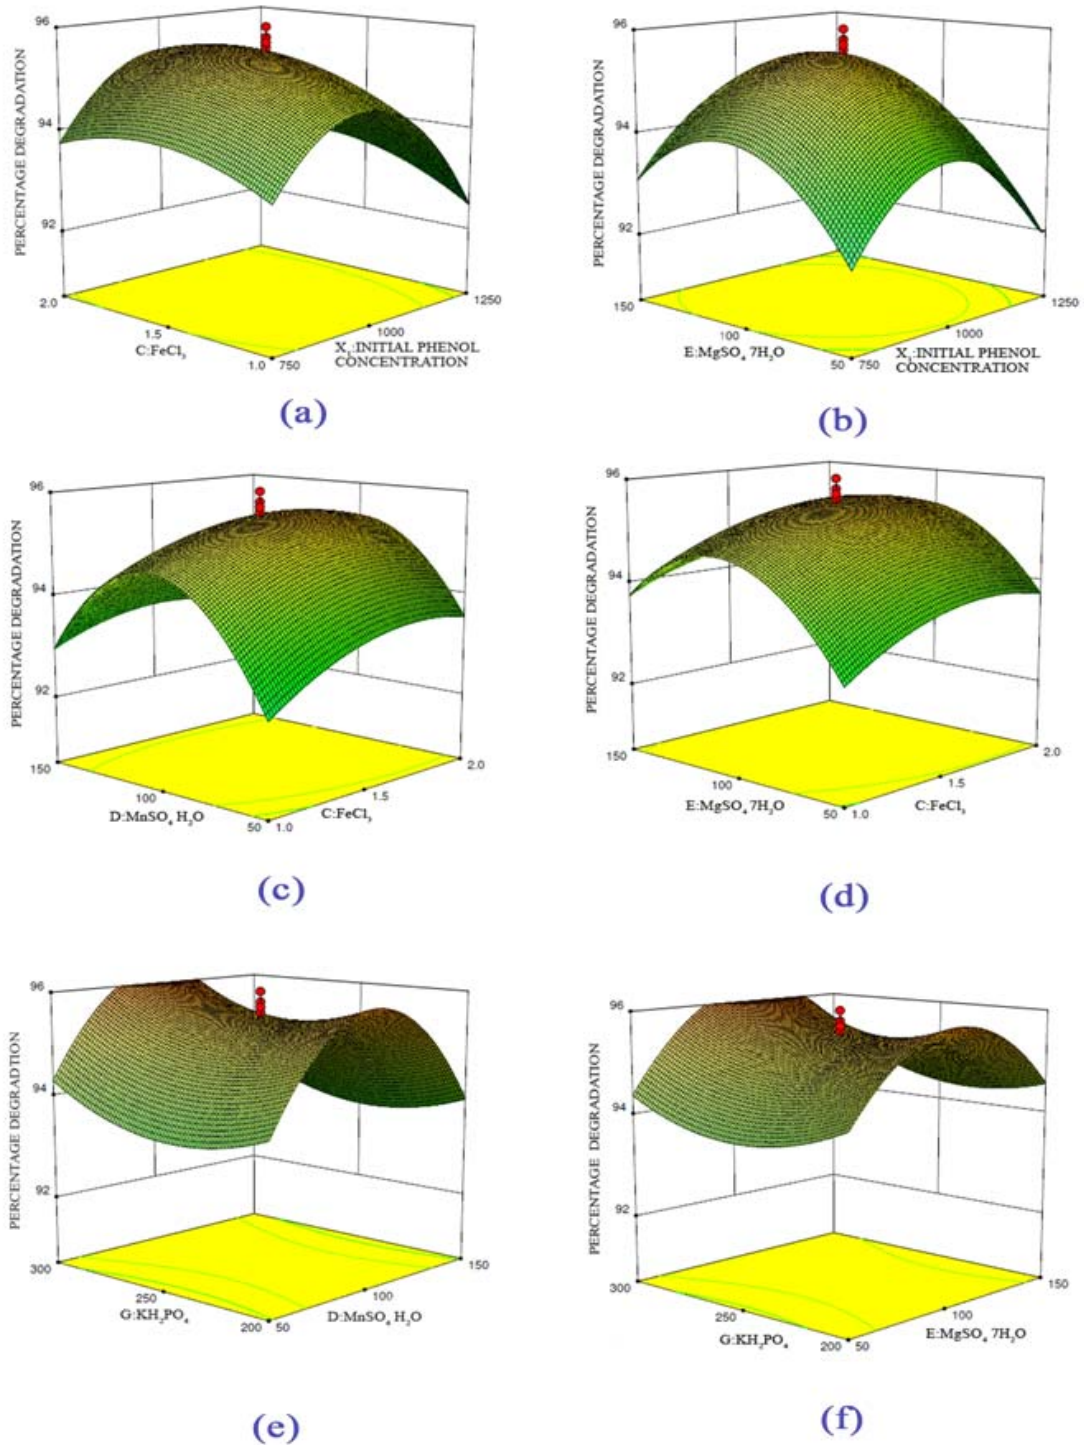 96
94
92
PERCENTAGE DEGRADATION
2.0
1.5
C:FeCl₃
1.0
750
1000
1250
X₁:INITIAL PHENOL
CONCENTRATION
(a)
96
94
92
PERCENTAGE DEGRADATION
150
100
E:MgSO₄ 7H₂O
50
750
1000
1250
CONCENTRATION
(b)
96
94
92
PERCENTAGE DEGRADATION
150
100
D:MnSO₄ H₂O
50
1.0
1.5
2.0
C:FeCl₃
(c)
96
94
92
PERCENTAGE DEGRADATION
150
100
E:MgSO₄ 7H₂O
50
1.0
1.5
2.0
C:FeCl₃
(d)
96
94
92
PERCENTAGE DEGRADTION
300
250
G:KH₂PO₄
200
50
100
150
D:MnSO₄ H₂O
(e)
96
94
92
PERCENTAGE DEGRADATION
300
250
G:KH₂PO₄
200
50
100
150
E:MgSO₄ 7H₂O
(f)